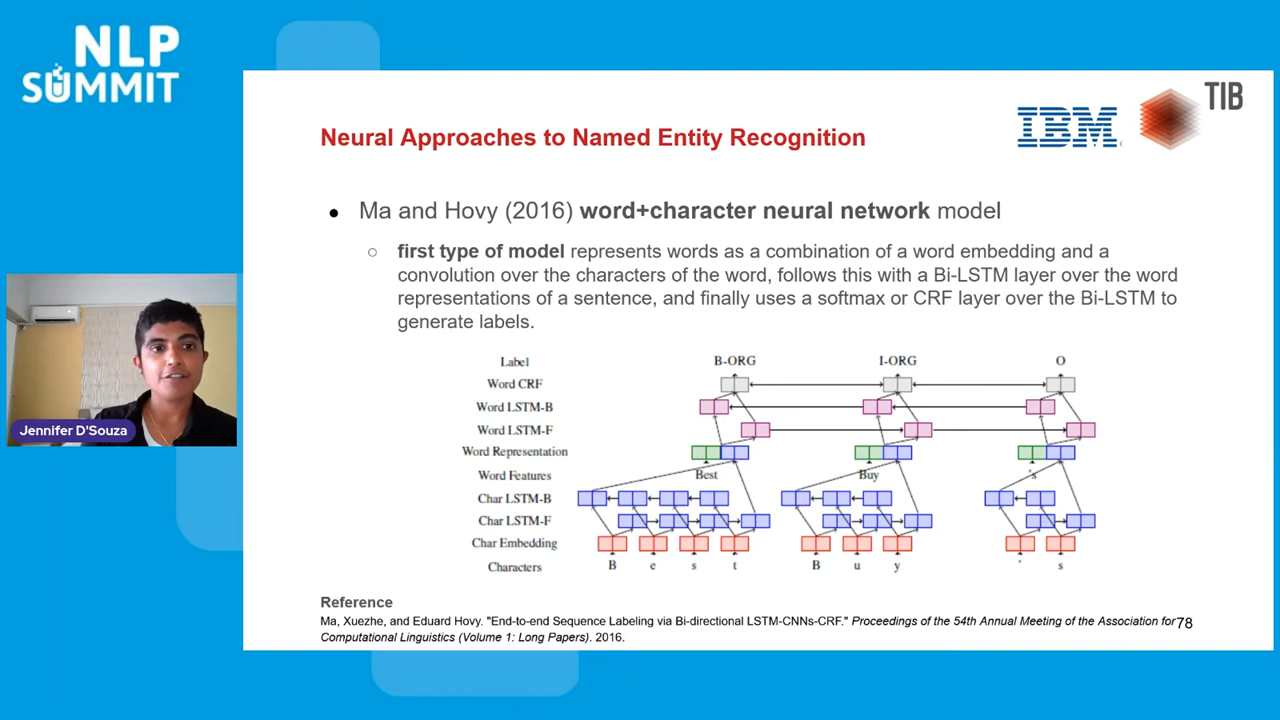 NLP
SUMMIT
IBM
TIB
Neural Approaches to Named Entity Recognition
● Ma and Hovy (2016) word+character neural network model
○ first type of model represents words as a combination of a word embedding and a
convolution over the characters of the word, follows this with a Bi-LSTM layer over the word
representations of a sentence, and finally uses a softmax or CRF layer over the Bi-LSTM to
generate labels.
Label B-ORG I-ORG O
Word CRF
Word LSTM-B
Word LSTM-F
Word Representation
Word Features Best Buy 's
Char LSTM-B
Char LSTM-F
Char Embedding
Characters B e s t B u y ' s
Jennifer D'Souza
Reference
Ma, Xuezhe, and Eduard Hovy. "End-to-end Sequence Labeling via Bi-directional LSTM-CNNs-CRF." Proceedings of the 54th Annual Meeting of the Association for
Computational Linguistics (Volume 1: Long Papers). 2016.
78